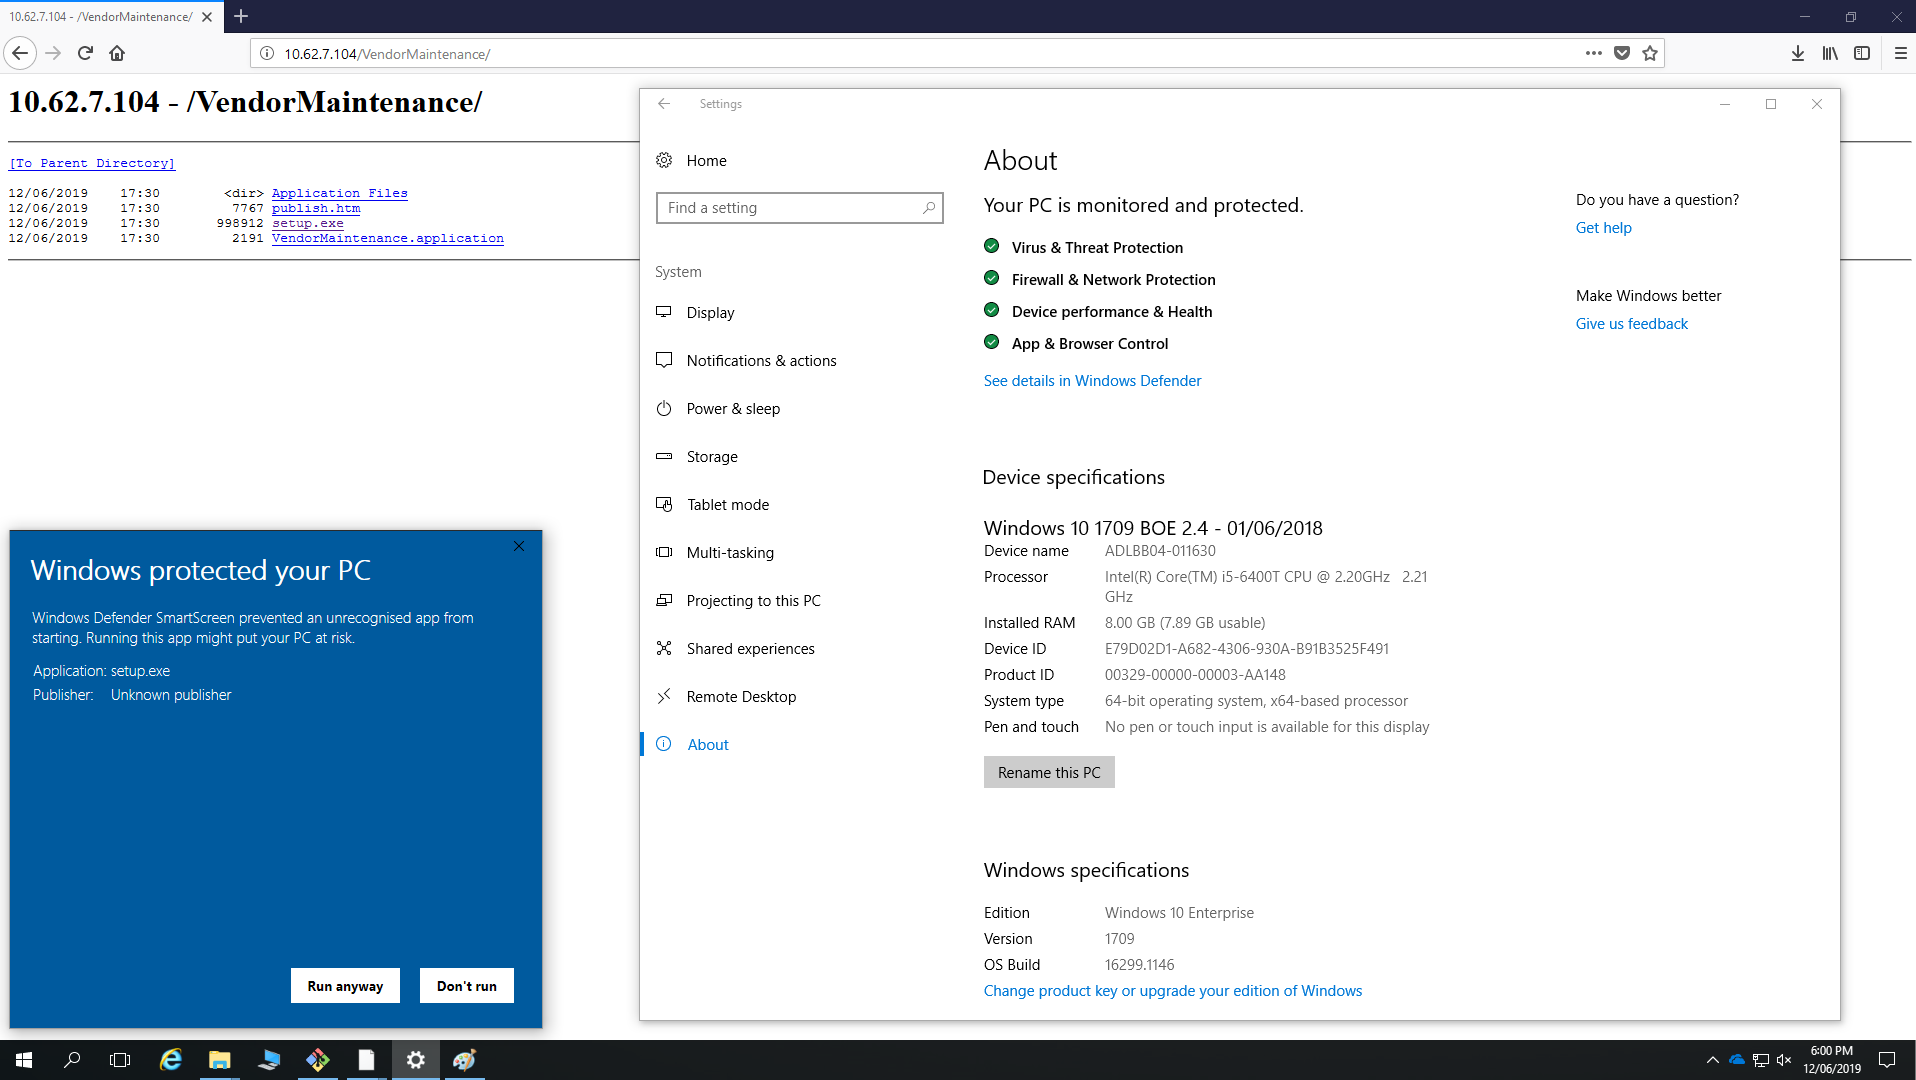 10.62.7.104 - /VendorMaintenance/
10.62.7.104/VendorMaintenance/
10.62.7.104 - /VendorMaintenance/
[To Parent Directory]
12/06/2019 17:30 <dir> Application Files
12/06/2019 17:30 7767 publish.htm
12/06/2019 17:30 998912 setup.exe
12/06/2019 17:30 2191 VendorMaintenance.application
Settings
Home
Find a setting
System
Display
Notifications & actions
Power & sleep
Storage
Tablet mode
Multi-tasking
Projecting to this PC
Shared experiences
Remote Desktop
About
About
Your PC is monitored and protected.
Virus & Threat Protection
Firewall & Network Protection
Device performance & Health
App & Browser Control
See details in Windows Defender
Device specifications
Windows 10 1709 BOE 2.4 - 01/06/2018
Device name ADLBB04-011630
Processor Intel(R) Core(TM) i5-6400T CPU @ 2.20GHz 2.21
GHz
Installed RAM 8.00 GB (7.89 GB usable)
Device ID E79D02D1-A682-4306-930A-B91B3525F491
Product ID 00329-00000-00003-AA148
System type 64-bit operating system, x64-based processor
Pen and touch No pen or touch input is available for this display
Rename this PC
Windows specifications
Edition Windows 10 Enterprise
Version 1709
OS Build 16299.1146
Change product key or upgrade your edition of Windows
Do you have a question?
Get help
Make Windows better
Give us feedback
Windows protected your PC
Windows Defender SmartScreen prevented an unrecognised app from
starting. Running this app might put your PC at risk.
Application: setup.exe
Publisher: Unknown publisher
Run anyway
Don't run
6:00 PM
12/06/2019